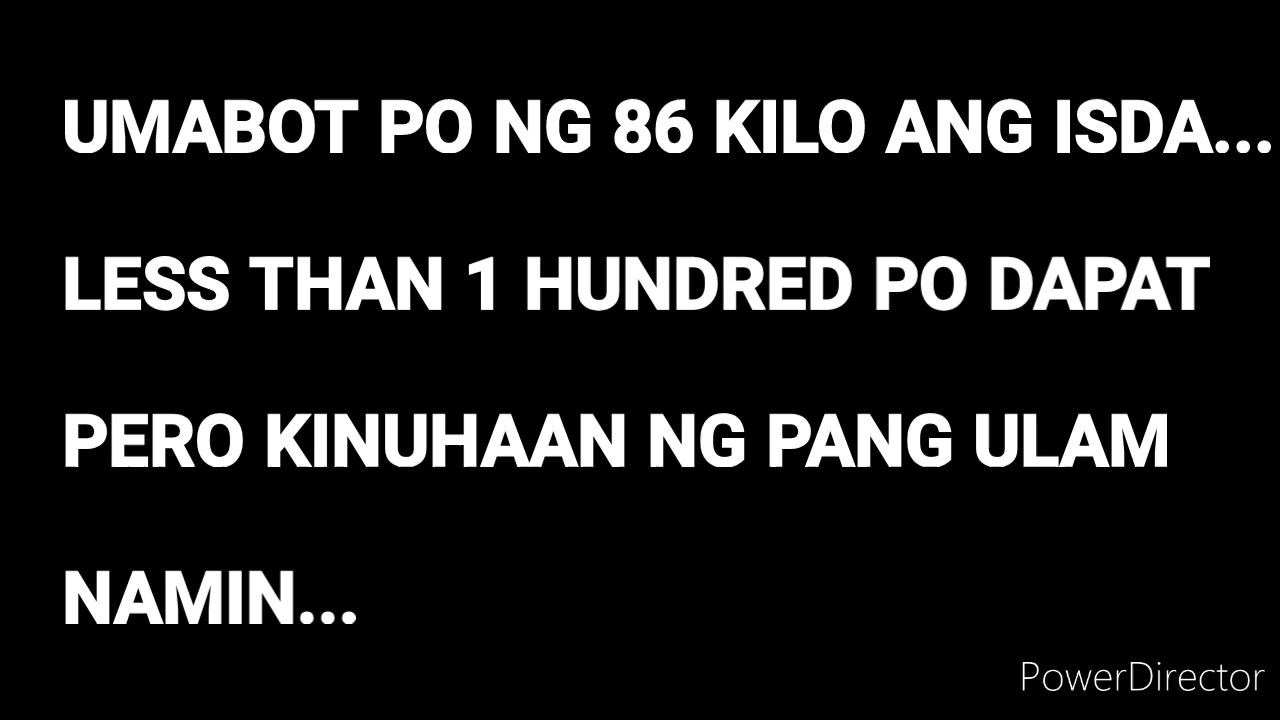 UMABOT PO NG 86 KILO ANG ISDA...
LESS THAN 1 HUNDRED PO DAPAT
PERO KINUHAAN NG PANG ULAM
NAMIN...
PowerDirector